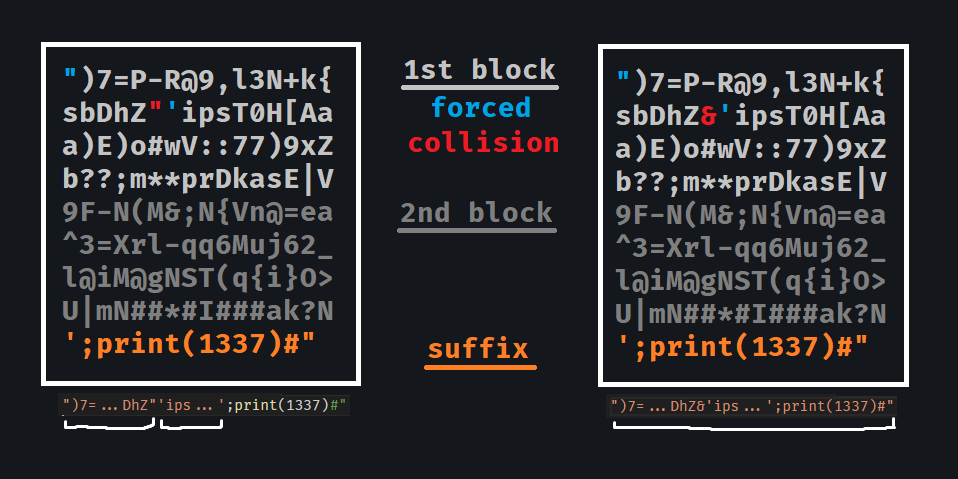 ")7=P-R@9,l3N+k{
sbDhZ"'ipsT0H[Aa
a)E)o#wV::77)9xZ
b??;m**prDkasE|V
9F-N(M&;N{Vn@=ea
^3=Xrl-qq6Muj62_
l@iM@gNST(q{i}O>
U|mN##*#I###ak?N
';print(1337)#"
")7=...DhZ"'ips...';print(1337)#"
1st block
forced
collision
2nd block
suffix
")7=P-R@9,l3N+k{
sbDhZ&'ipsT0H[Aa
a)E)o#wV::77)9xZ
b??;m**prDkasE|V
9F-N(M&;N{Vn@=ea
^3=Xrl-qq6Muj62_
l@iM@gNST(q{i}O>
U|mN##*#I###ak?N
';print(1337)#"
")7=...DhZ&'ips...';print(1337)#"